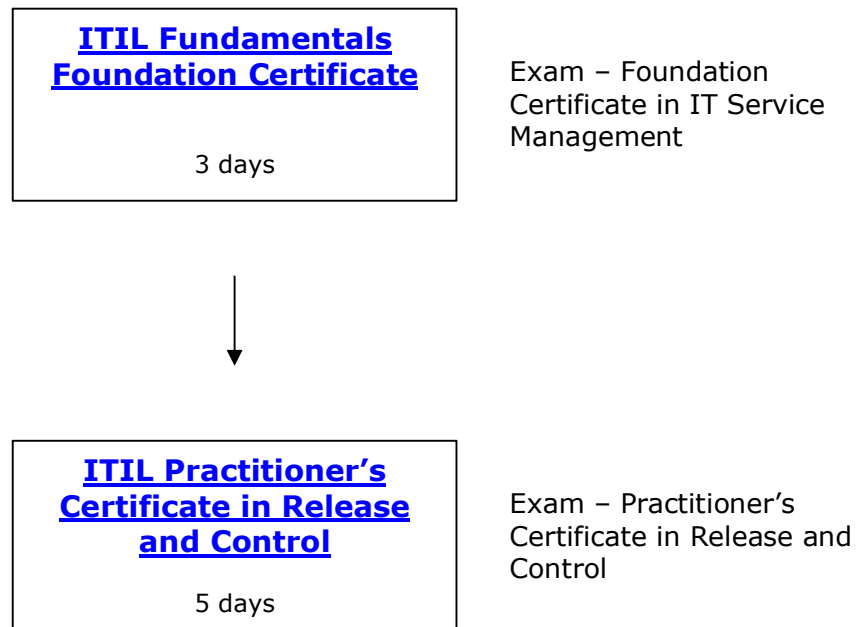 ITIL Fundamentals
Foundation Certificate
3 days
Exam – Foundation
Certificate in IT Service
Management
ITIL Practitioner’s
Certificate in Release
and Control
5 days
Exam – Practitioner’s
Certificate in Release and
Control